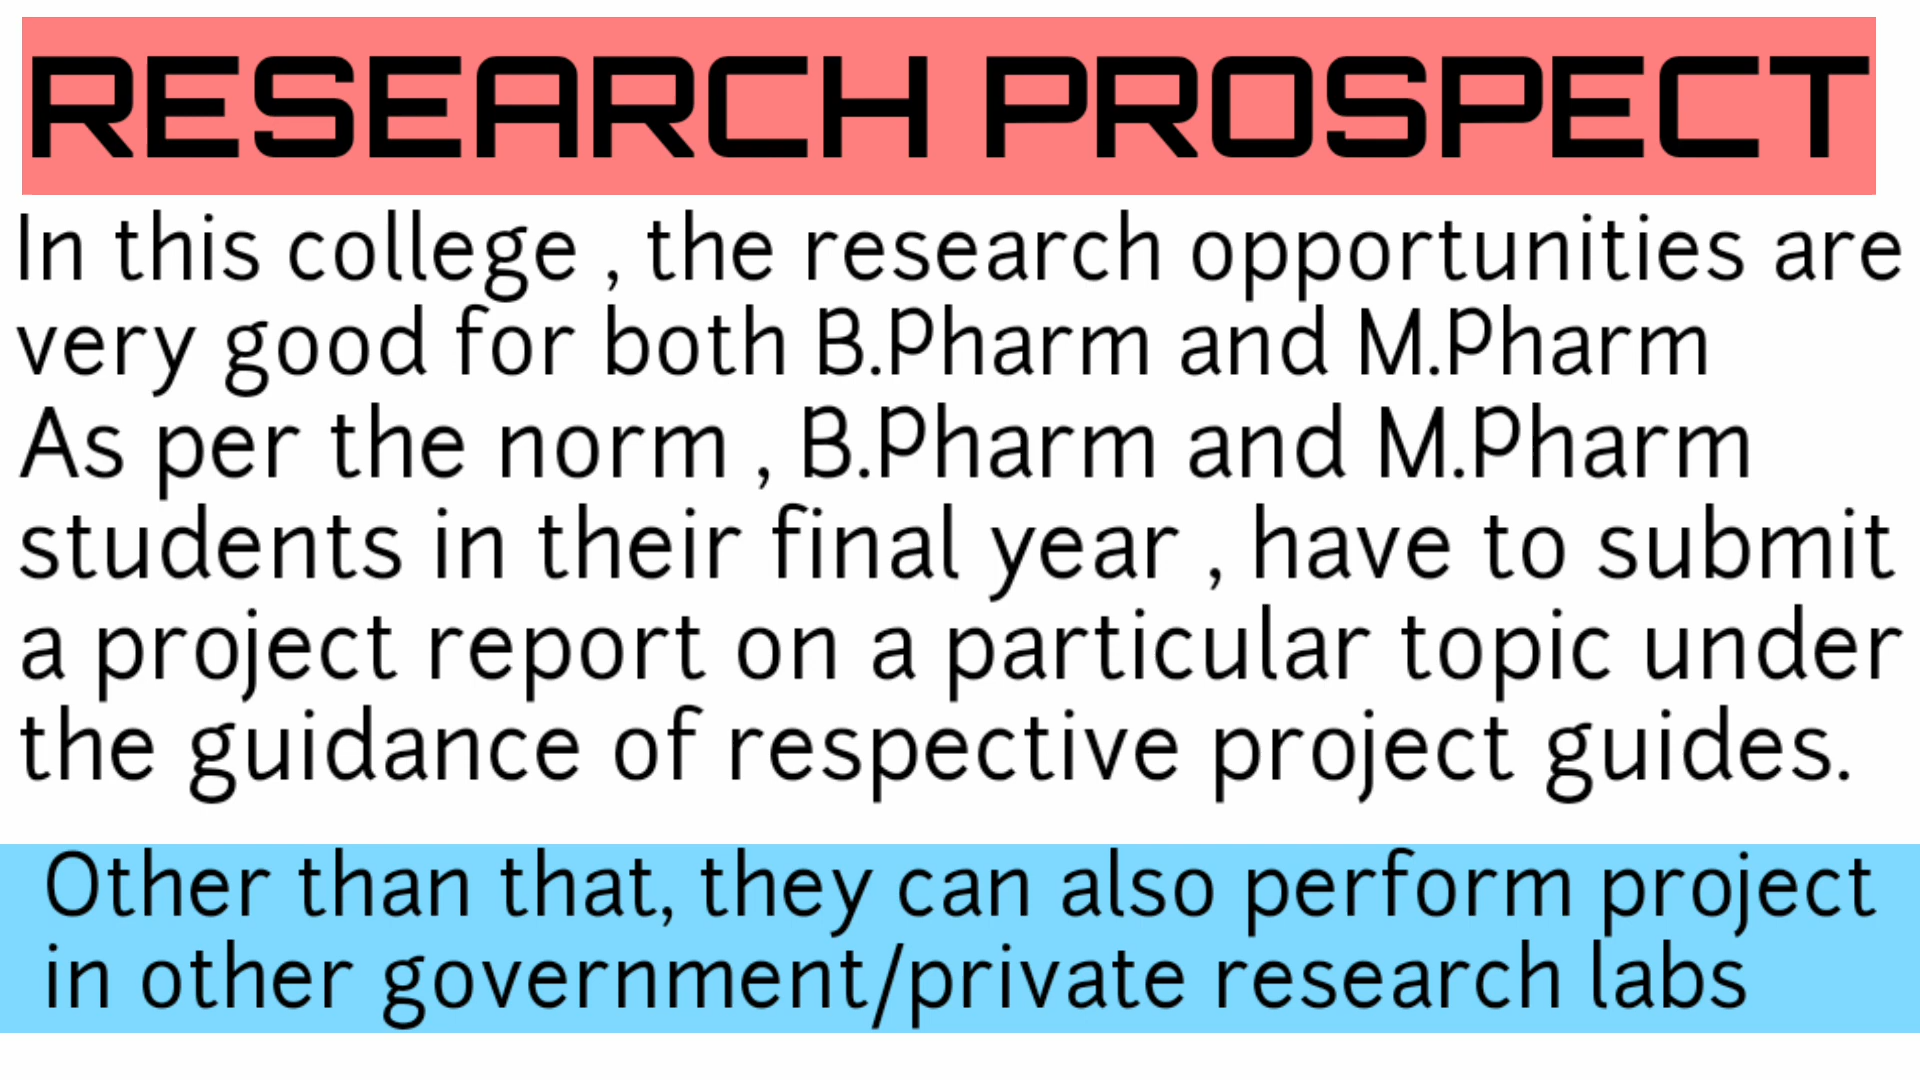 RESEARCH PROSPECT
In this college , the research opportunities are
very good for both B.Pharm and M.Pharm
As per the norm , B.Pharm and M.Pharm
students in their final year , have to submit
a project report on a particular topic under
the guidance of respective project guides.
Other than that, they can also perform project
in other government/private research labs